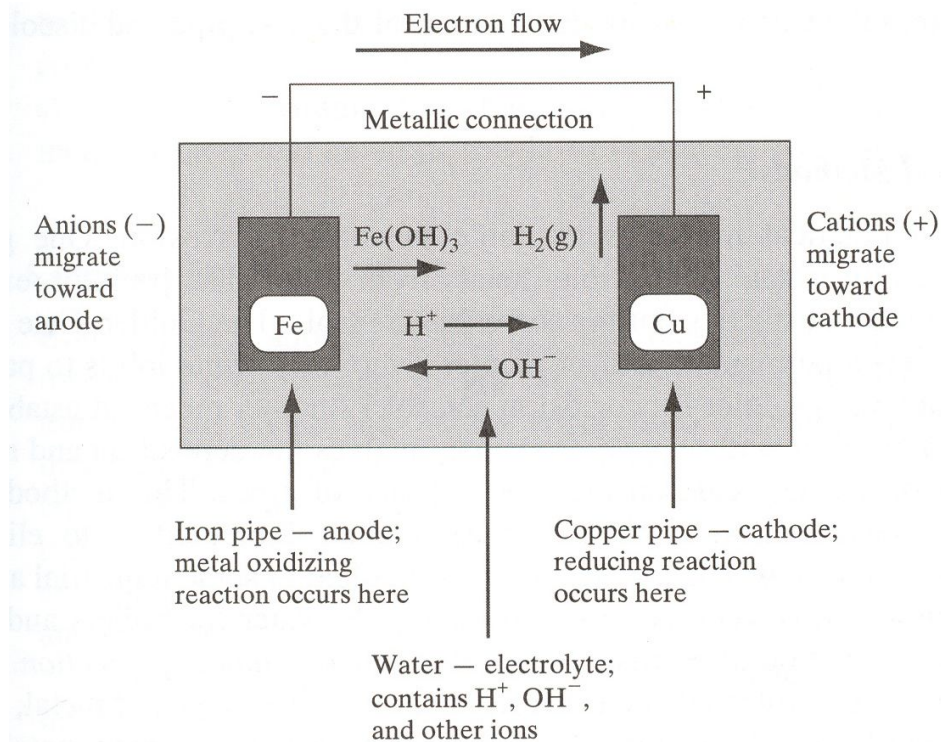 Electron flow
−
+
Metallic connection
Anions (−)
migrate
toward
anode
Fe(OH)₃
H₂(g)
Cations (+)
migrate
toward
cathode
Fe
H⁺
OH⁻
Cu
Iron pipe — anode;
metal oxidizing
reaction occurs here
Copper pipe — cathode;
reducing reaction
occurs here
Water — electrolyte;
contains H⁺, OH⁻,
and other ions